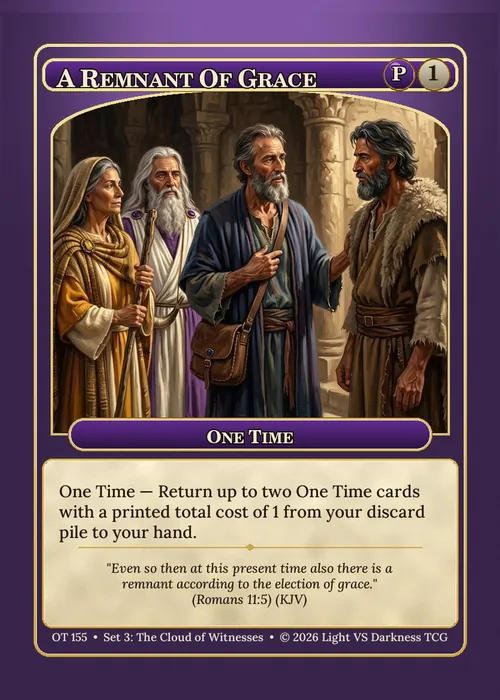 A Remnant Of Grace P 1
One Time
One Time — Return up to two One Time cards
with a printed total cost of 1 from your discard
pile to your hand.
"Even so then at this present time also there is a
remnant according to the election of grace."
(Romans 11:5) (KJV)
OT 155 • Set 3: The Cloud of Witnesses • © 2026 Light VS Darkness TCG